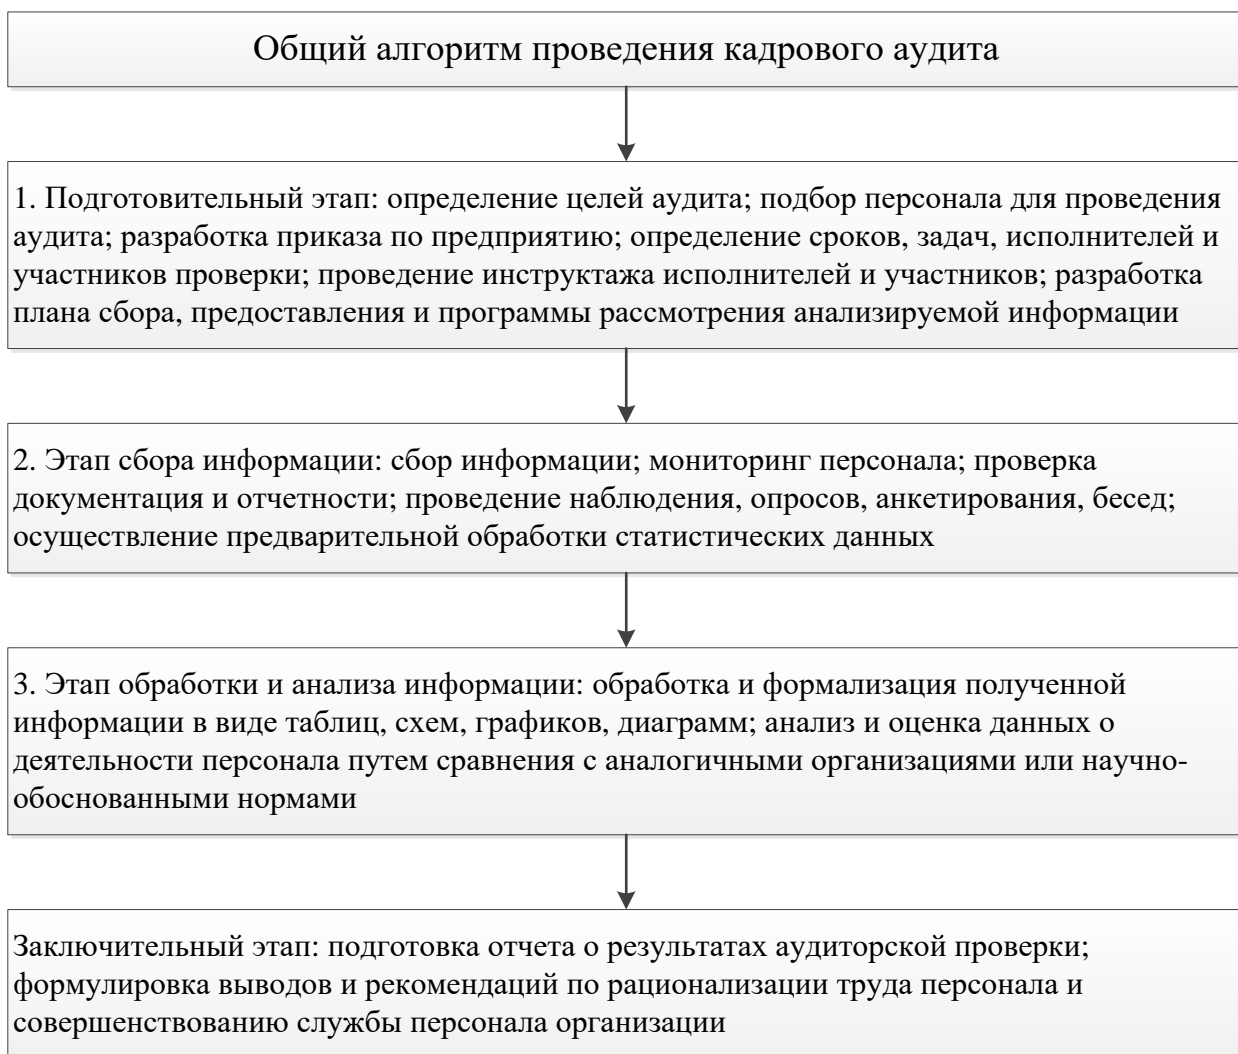 Общий алгоритм проведения кадрового аудита
1. Подготовительный этап: определение целей аудита; подбор персонала для проведения
аудита; разработка приказа по предприятию; определение сроков, задач, исполнителей и
участников проверки; проведение инструктажа исполнителей и участников; разработка
плана сбора, предоставления и программы рассмотрения анализируемой информации
2. Этап сбора информации: сбор информации; мониторинг персонала; проверка
документация и отчетности; проведение наблюдения, опросов, анкетирования, бесед;
осуществление предварительной обработки статистических данных
3. Этап обработки и анализа информации: обработка и формализация полученной
информации в виде таблиц, схем, графиков, диаграмм; анализ и оценка данных о
деятельности персонала путем сравнения с аналогичными организациями или научно-
обоснованными нормами
Заключительный этап: подготовка отчета о результатах аудиторской проверки;
формулировка выводов и рекомендаций по рационализации труда персонала и
совершенствованию службы персонала организации